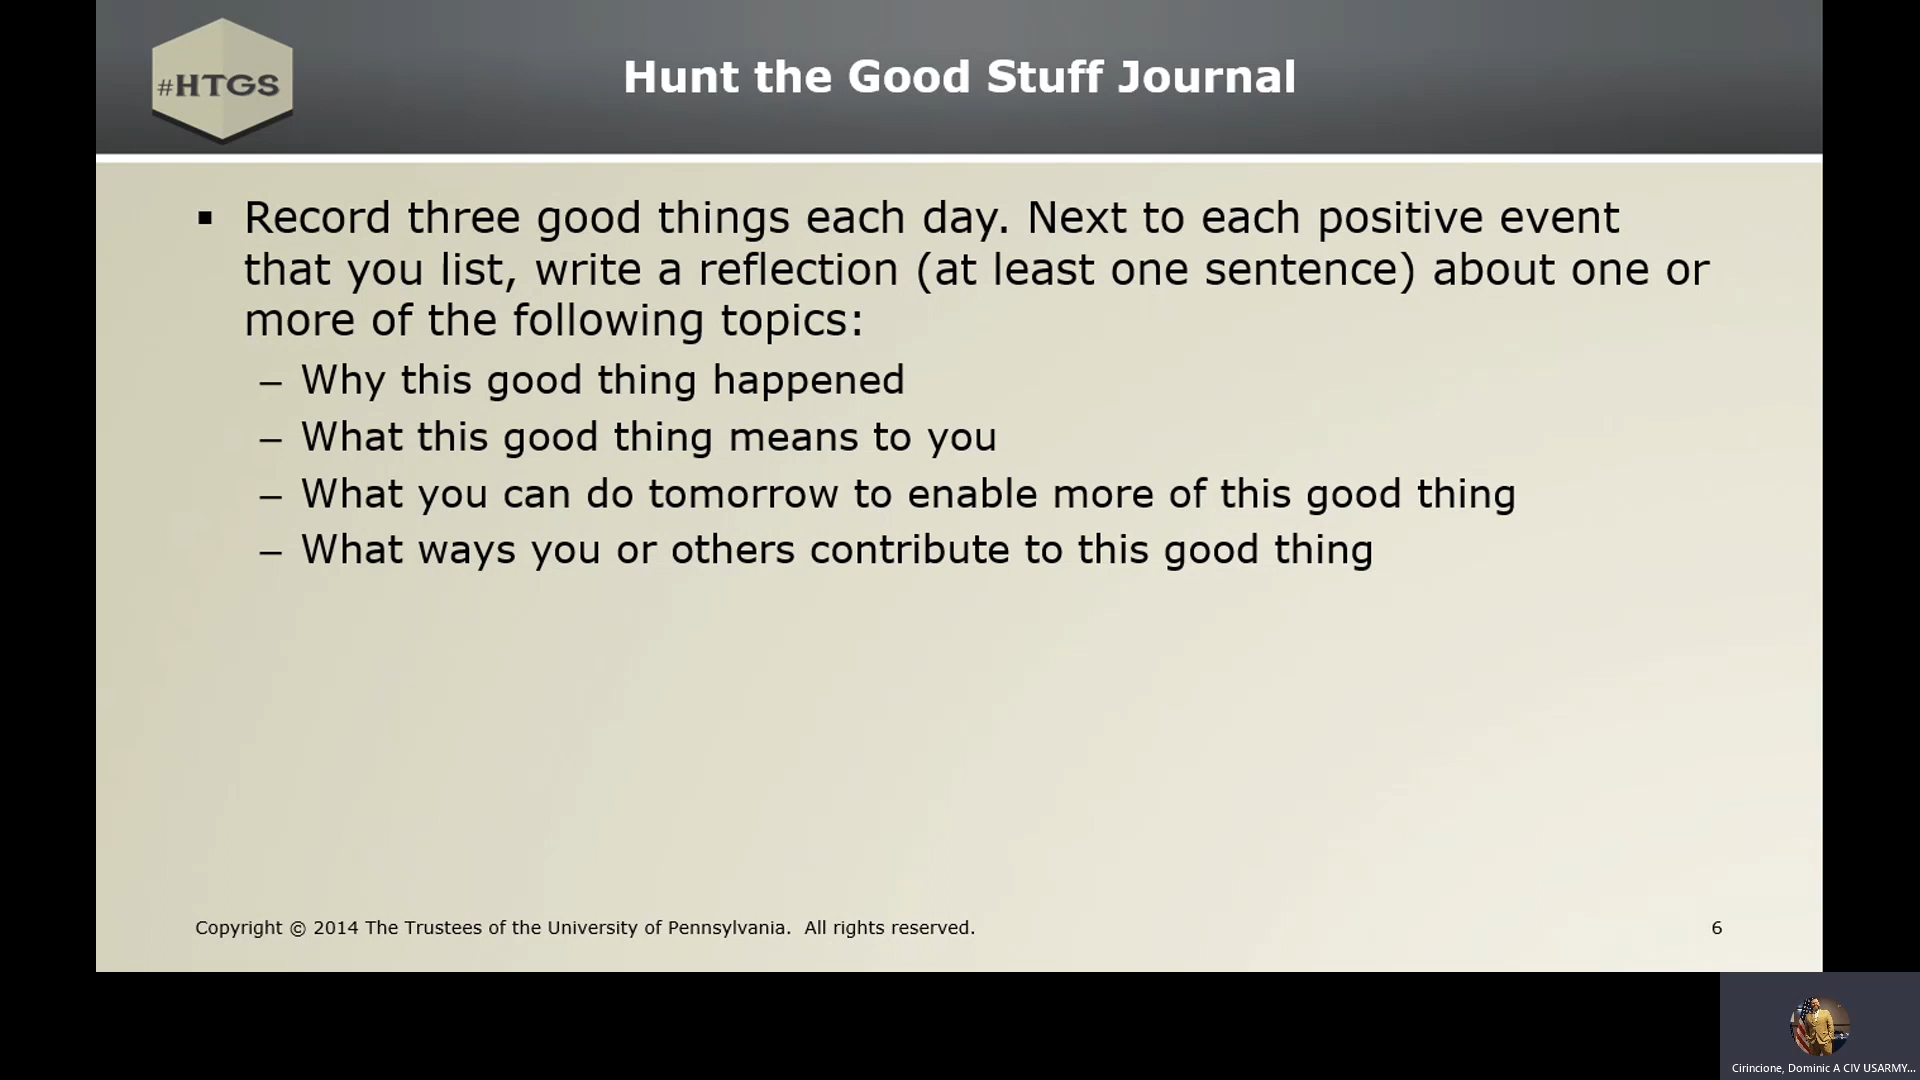 #HTGS
Hunt the Good Stuff Journal
▪ Record three good things each day. Next to each positive event
that you list, write a reflection (at least one sentence) about one or
more of the following topics:
– Why this good thing happened
– What this good thing means to you
– What you can do tomorrow to enable more of this good thing
– What ways you or others contribute to this good thing
Copyright © 2014 The Trustees of the University of Pennsylvania. All rights reserved.
6
Cirincione, Dominic A CIV USARMY...